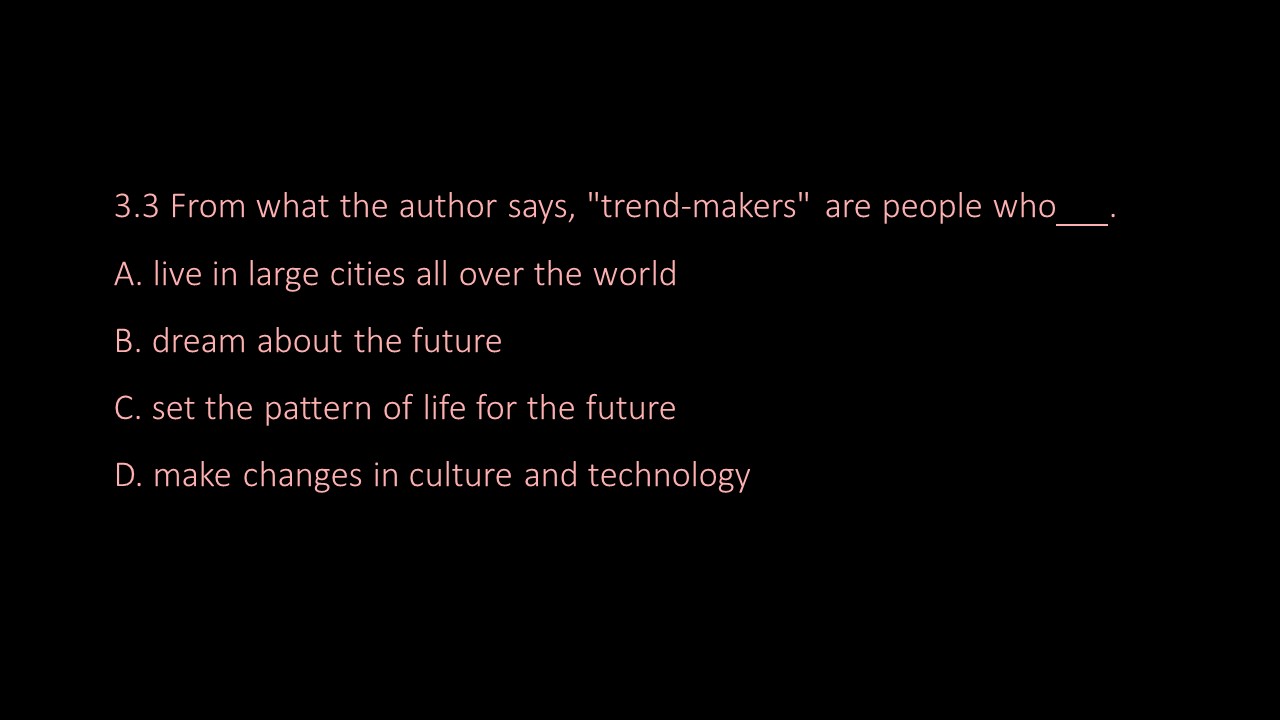 3.3 From what the author says, "trend-makers" are people who___.
A. live in large cities all over the world
B. dream about the future
C. set the pattern of life for the future
D. make changes in culture and technology